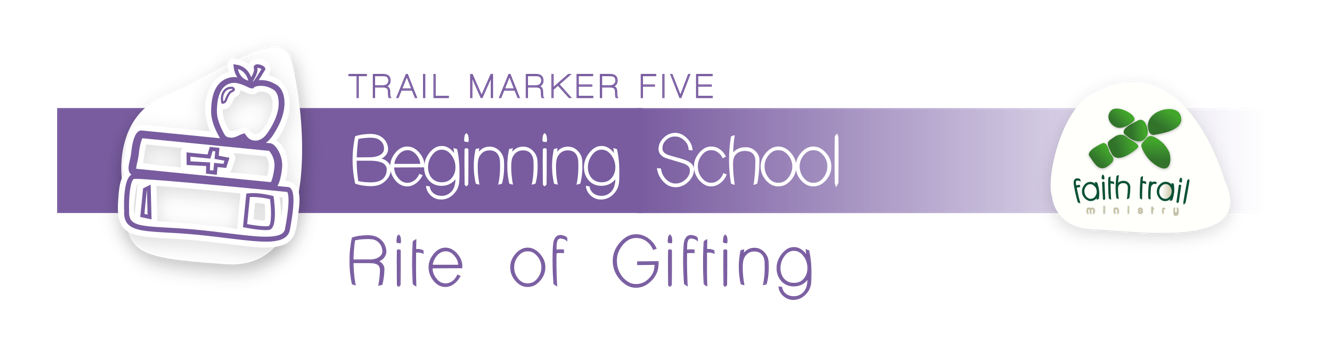 TRAIL MARKER FIVE
Beginning School
Rite of Gifting
faith trail
ministry